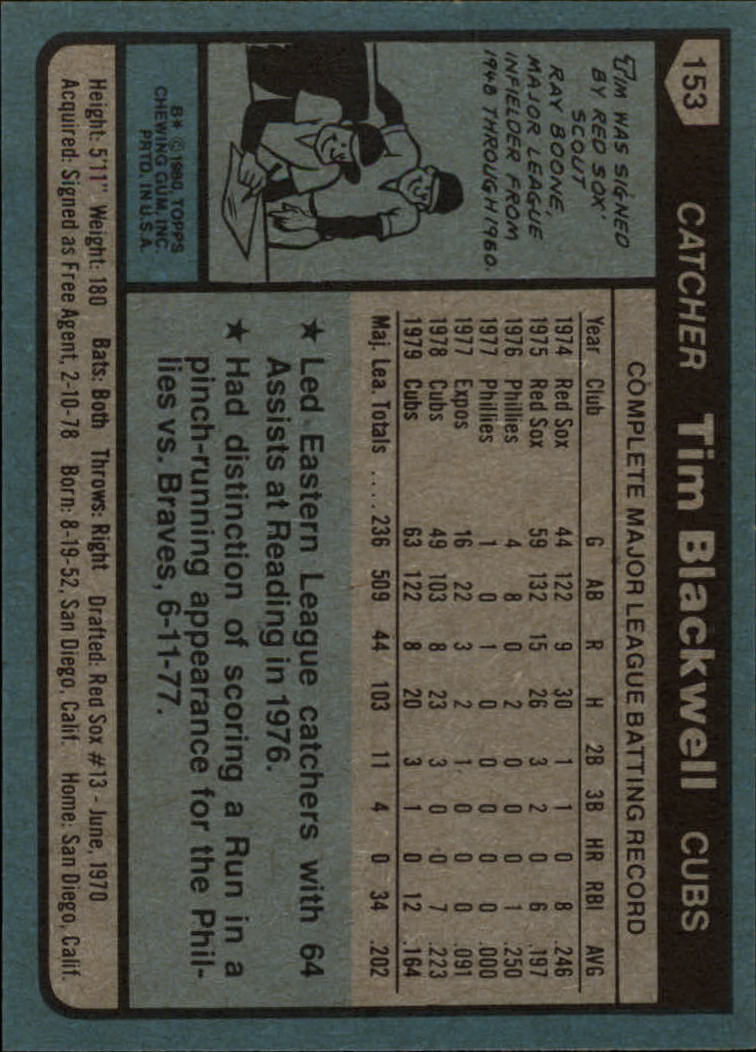 153 CATCHER Tim Blackwell CUBS
TIM WAS SIGNED
BY RED SOX'
SCOUT
RAY BOONE,
MAJOR LEAGUE
INFIELDER FROM
1948 THROUGH 1960.
B* ©1980, TOPPS
CHEWING GUM, INC.
PRTD. IN U.S.A.
COMPLETE MAJOR LEAGUE BATTING RECORD
Year Club G AB R H 2B 3B HR RBI AVG
1974 Red Sox 44 122 9 30 1 1 0 8 .246
1975 Red Sox 59 132 15 26 3 2 0 6 .197
1976 Phillies 4 8 0 2 0 0 0 1 .250
1977 Phillies 1 0 1 0 0 0 0 0 .000
1977 Expos 16 22 3 2 1 0 0 0 .091
1978 Cubs 49 103 8 23 3 0 0 7 .223
1979 Cubs 63 122 8 20 3 1 0 12 .164
Maj. Lea. Totals .... 236 509 44 103 11 4 0 34 .202
★ Led Eastern League catchers with 64
Assists at Reading in 1976.
★ Had distinction of scoring a Run in a
pinch-running appearance for the Phil-
lies vs. Braves, 6-11-77.
Height: 5'11" Weight: 180 Bats: Both Throws: Right Drafted: Red Sox #13 - June, 1970
Acquired: Signed as Free Agent, 2-10-78 Born: 8-19-52, San Diego, Calif. Home: San Diego, Calif.